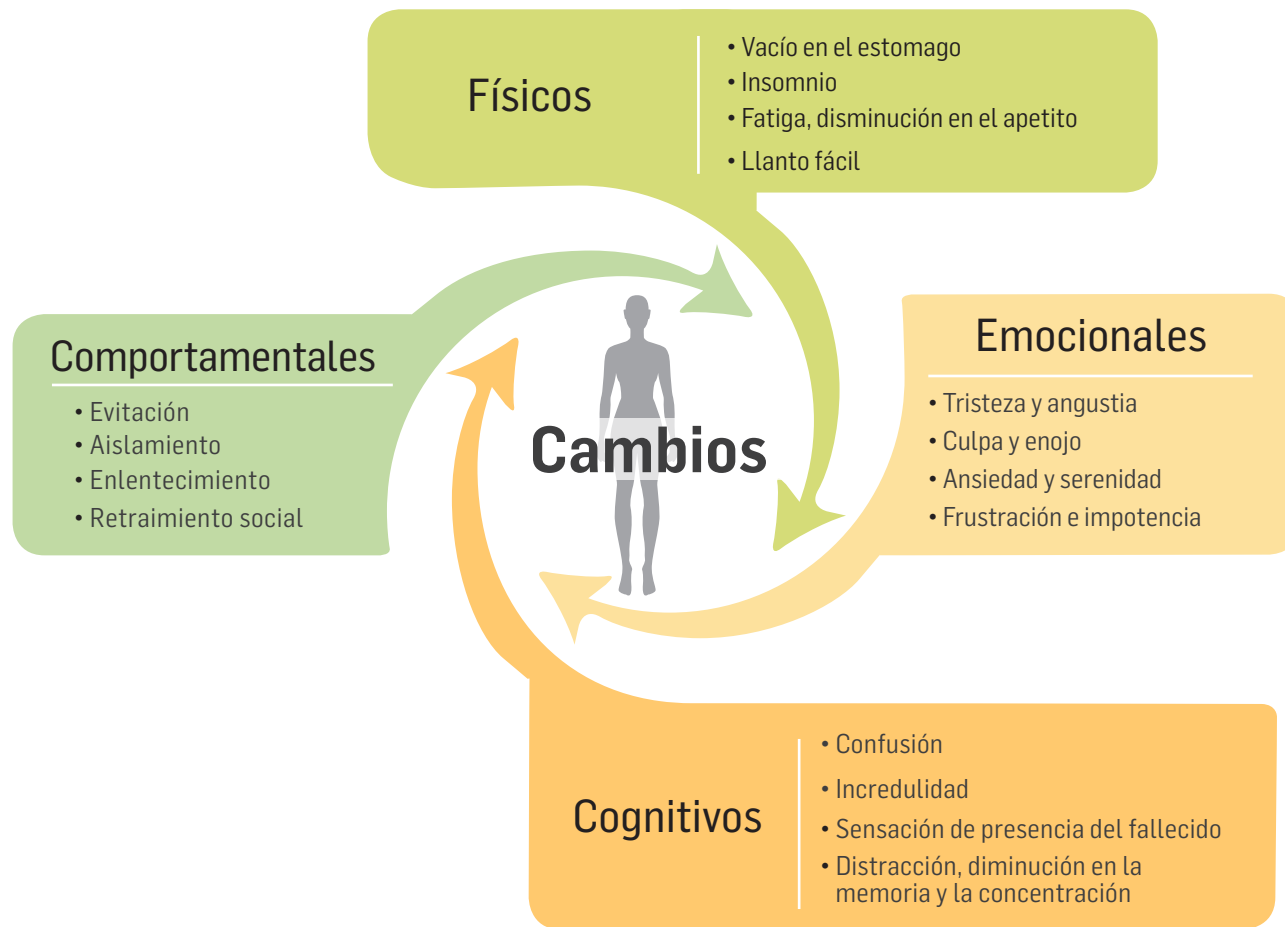 Físicos
• Vacío en el estomago
• Insomnio
• Fatiga, disminución en el apetito
• Llanto fácil
Comportamentales
• Evitación
• Aislamiento
• Enlentecimiento
• Retraimiento social
Cambios
Emocionales
• Tristeza y angustia
• Culpa y enojo
• Ansiedad y serenidad
• Frustración e impotencia
Cognitivos
• Confusión
• Incredulidad
• Sensación de presencia del fallecido
• Distracción, diminución en la
memoria y la concentración